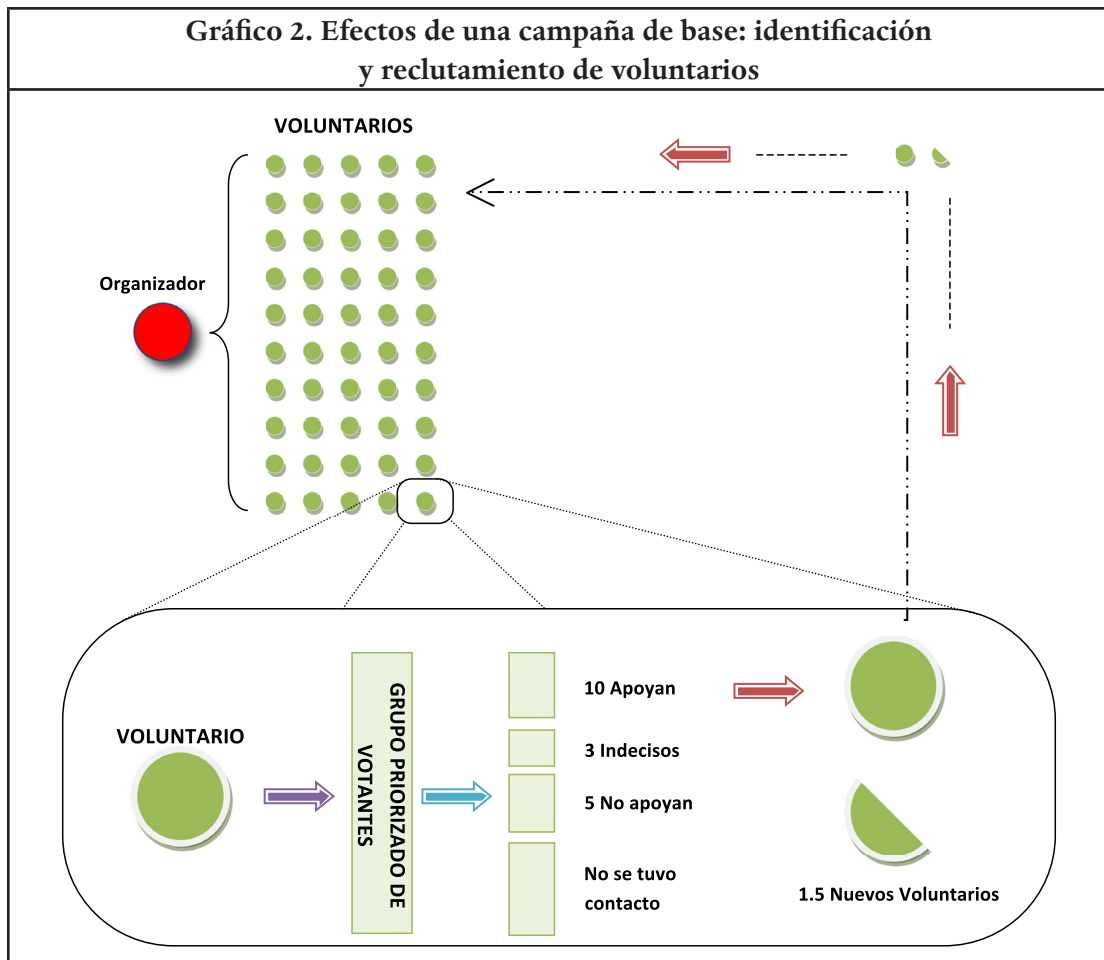 Gráfico 2. Efectos de una campaña de base: identificación
y reclutamiento de voluntarios
VOLUNTARIOS
Organizador
VOLUNTARIO
GRUPO PRIORIZADO DE
VOTANTES
10 Apoyan
3 Indecisos
5 No apoyan
No se tuvo
contacto
1.5 Nuevos Voluntarios